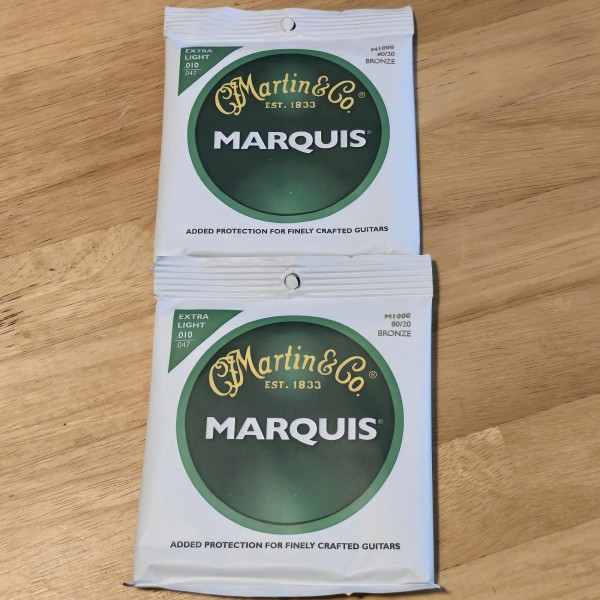 EXTRA
LIGHT
.010
.047
M1000
80/20
BRONZE
CFMartin & Co.®
EST. 1833
MARQUIS®
ADDED PROTECTION FOR FINELY CRAFTED GUITARS
EXTRA
LIGHT
.010
.047
M1000
80/20
BRONZE
CFMartin & Co.®
EST. 1833
MARQUIS®
ADDED PROTECTION FOR FINELY CRAFTED GUITARS